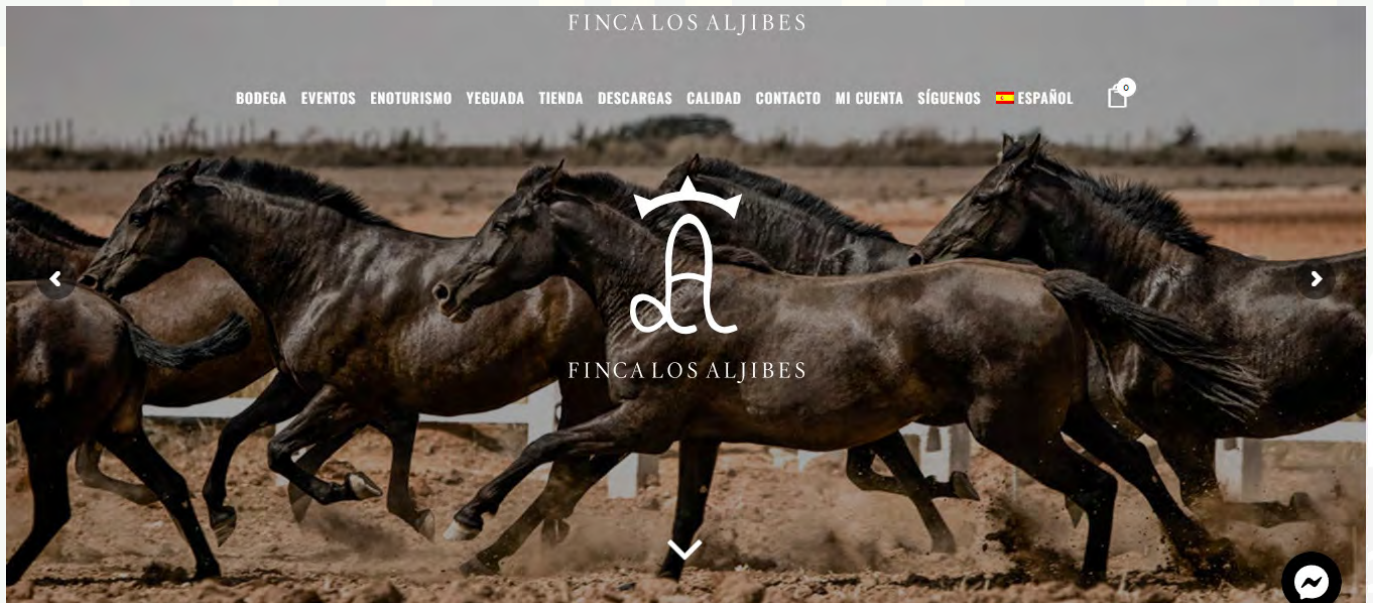 FINCA LOS ALJIBES
BODEGA EVENTOS ENOTURISMO YEGUADA TIENDA DESCARGAS CALIDAD CONTACTO MI CUENTA SÍGUENOS ESPAÑOL 0
FINCA LOS ALJIBES